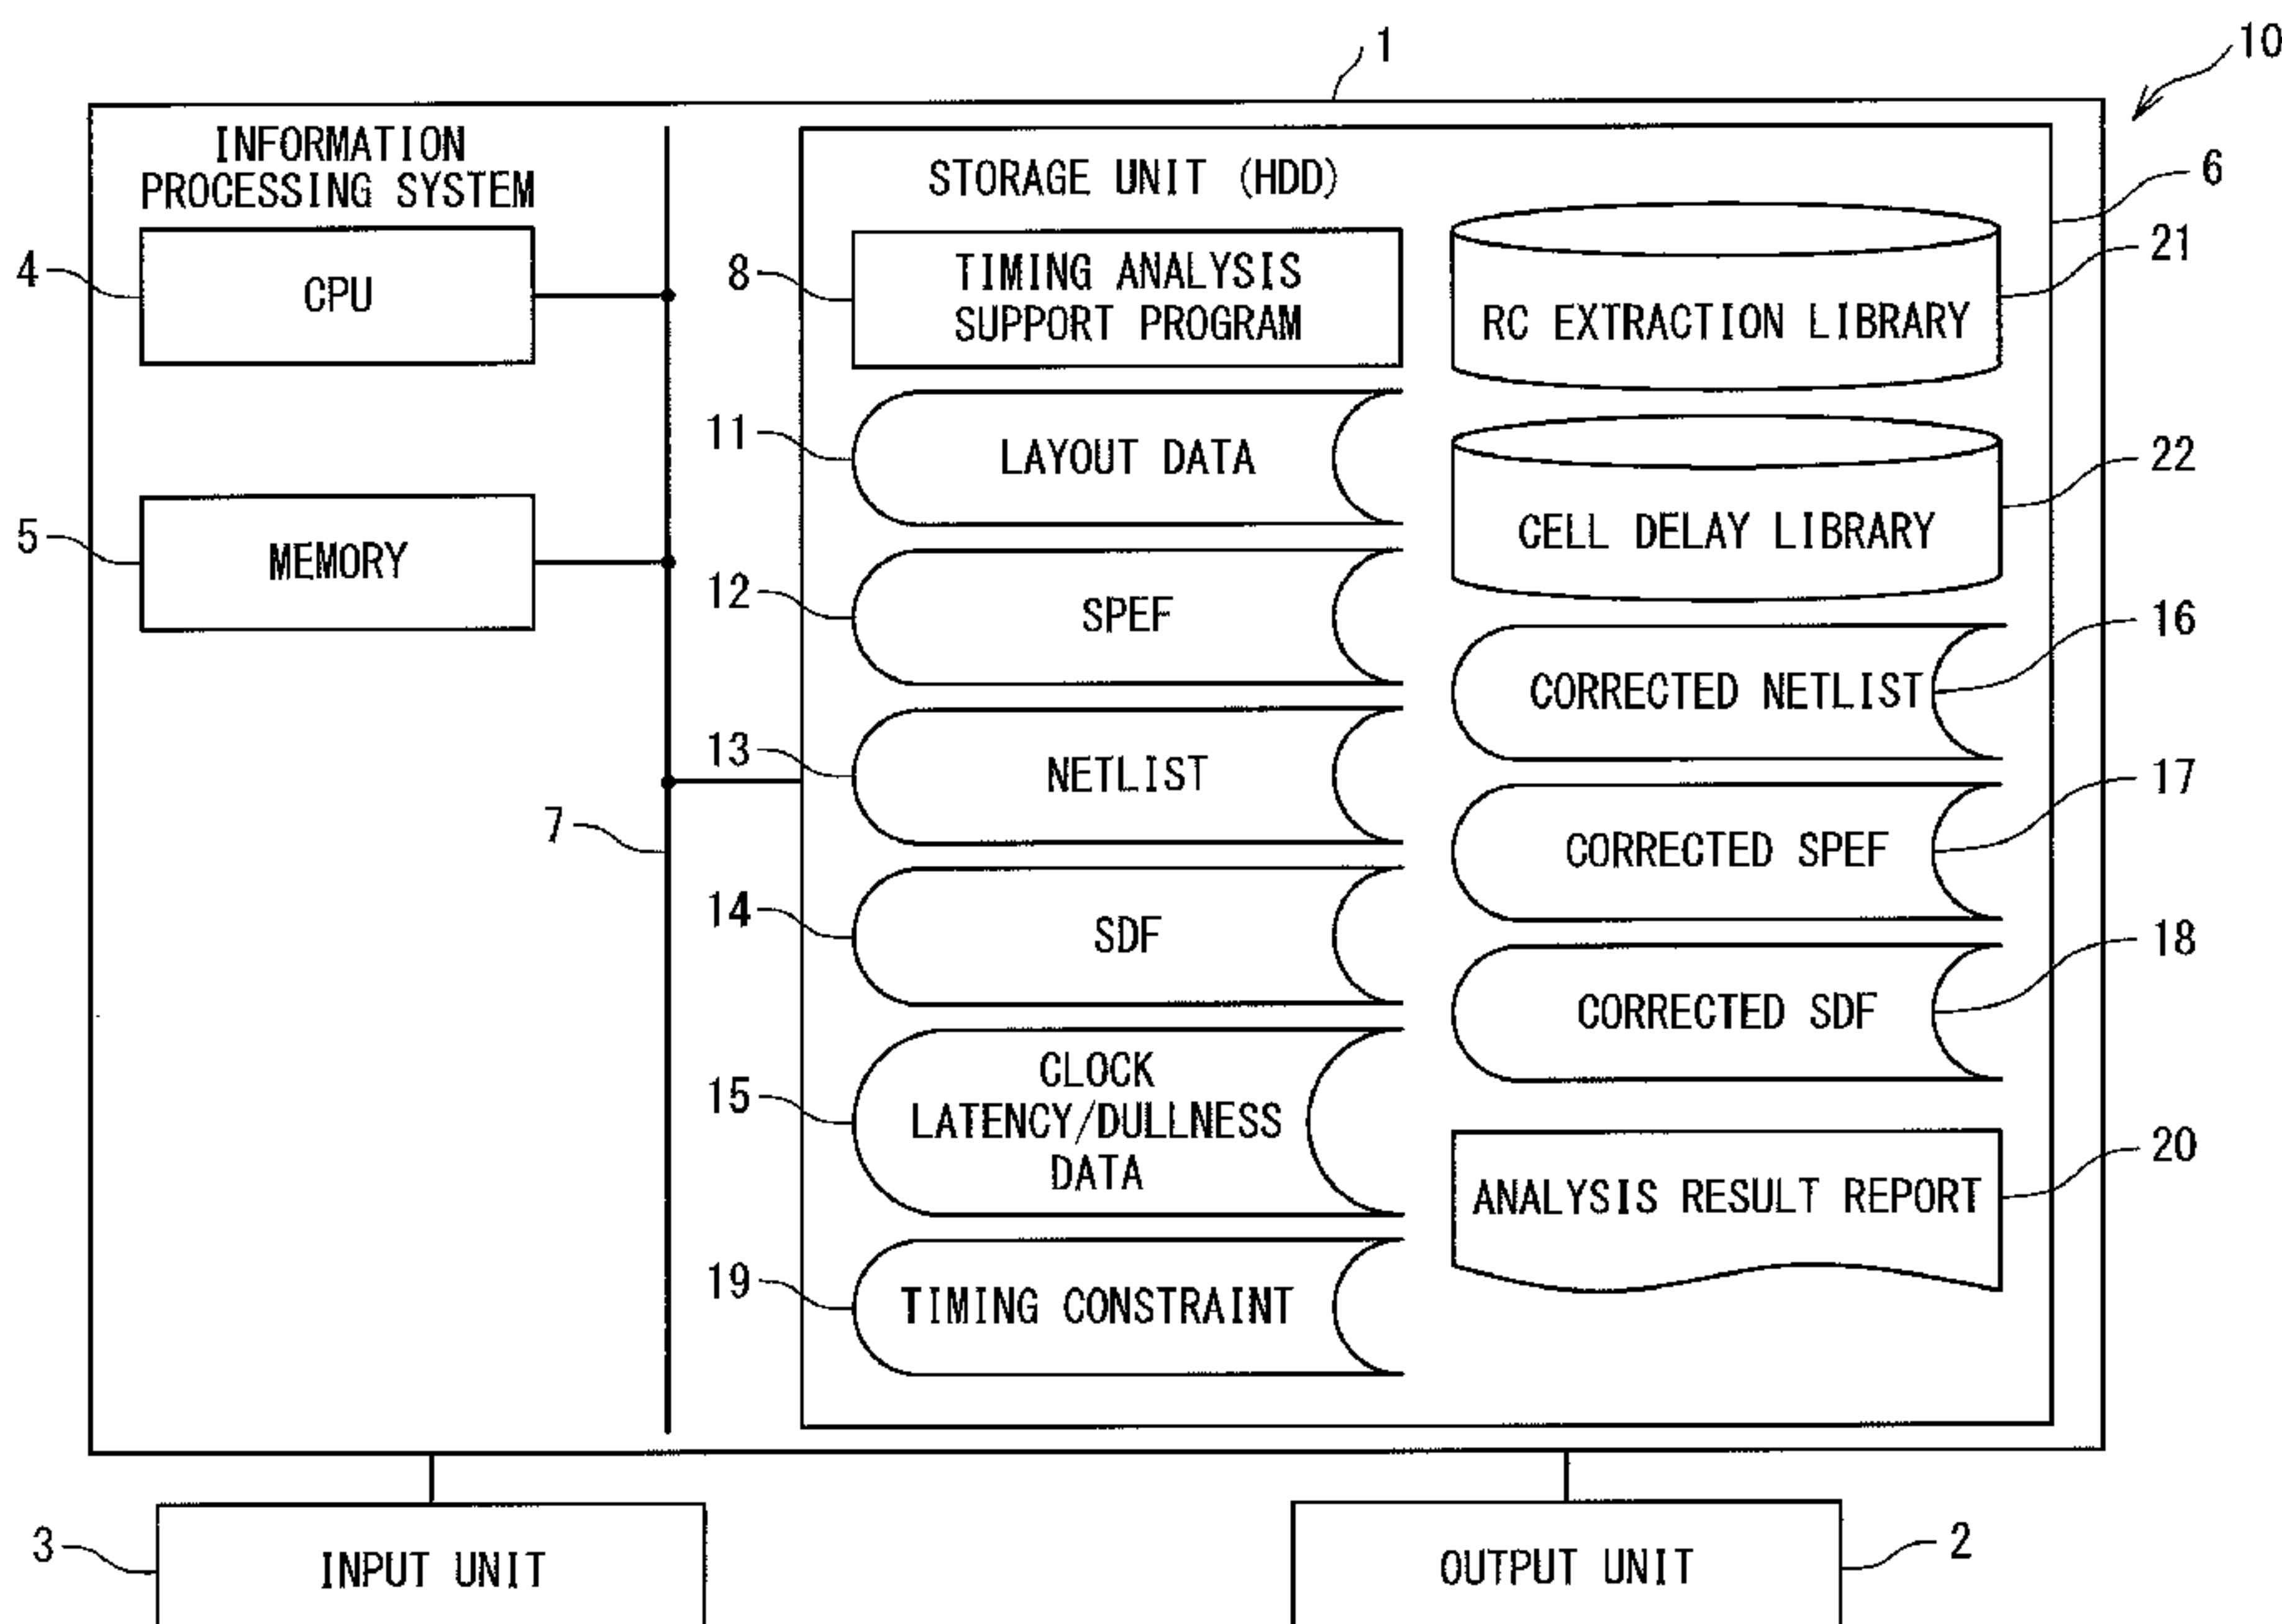 1
10
INFORMATION
PROCESSING SYSTEM
4
CPU
5
MEMORY
7
STORAGE UNIT (HDD)
6
8
TIMING ANALYSIS
SUPPORT PROGRAM
11
LAYOUT DATA
12
SPEF
13
NETLIST
14
SDF
15
CLOCK
LATENCY/DULLNESS
DATA
19
TIMING CONSTRAINT
21
RC EXTRACTION LIBRARY
22
CELL DELAY LIBRARY
16
CORRECTED NETLIST
17
CORRECTED SPEF
18
CORRECTED SDF
20
ANALYSIS RESULT REPORT
3
INPUT UNIT
OUTPUT UNIT
2